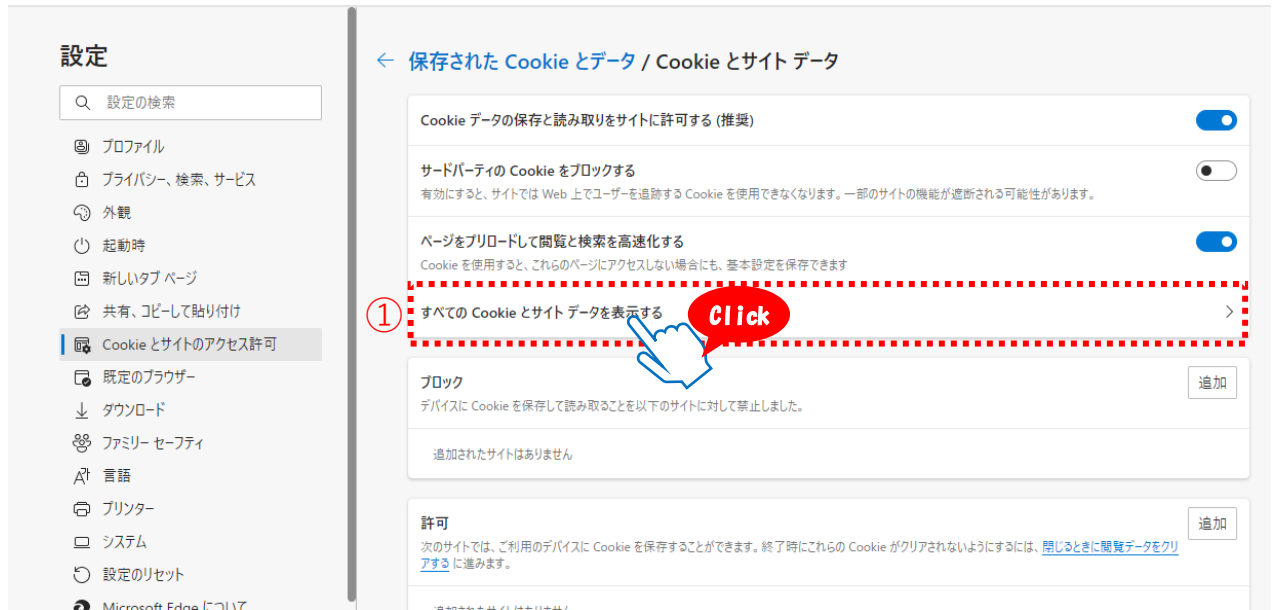 設定
設定の検索
プロファイル
プライバシー、検索、サービス
外観
起動時
新しいタブ ページ
共有、コピーして貼り付け
Cookie とサイトのアクセス許可
既定のブラウザー
ダウンロード
ファミリー セーフティ
言語
プリンター
システム
設定のリセット
Microsoft Edge について
← 保存された Cookie とデータ / Cookie とサイト データ
Cookie データの保存と読み取りをサイトに許可する (推奨)
サードパーティの Cookie をブロックする
有効にすると、サイトでは Web 上でユーザーを追跡する Cookie を使用できなくなります。一部のサイトの機能が遮断される可能性があります。
ページをプリロードして閲覧と検索を高速化する
Cookie を使用すると、これらのページにアクセスしない場合にも、基本設定を保存できます
① すべての Cookie とサイト データを表示する
Click
ブロック
追加
デバイスに Cookie を保存して読み取ることを以下のサイトに対して禁止しました。
追加されたサイトはありません
許可
追加
次のサイトでは、ご利用のデバイスに Cookie を保存することができます。終了時にこれらの Cookie がクリアされないようにするには、閉じるときに閲覧データをクリ
アする に進みます。
追加されたサイトはありません